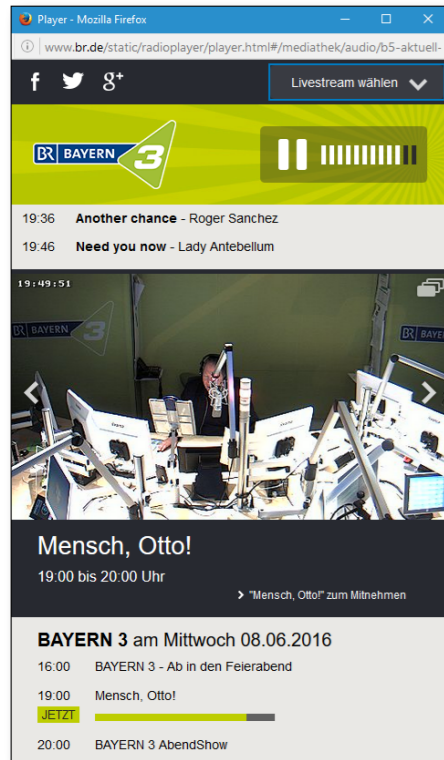 Player - Mozilla Firefox
www.br.de/static/radioplayer/player.html#/mediathek/audio/b5-aktuell-
f g+ Livestream wählen
BR BAYERN 3
19:36 Another chance - Roger Sanchez
19:46 Need you now - Lady Antebellum
19:49:51
BR BAYERN 3 BR BAYER
Mensch, Otto!
19:00 bis 20:00 Uhr
"Mensch, Otto!" zum Mitnehmen
BAYERN 3 am Mittwoch 08.06.2016
16:00 BAYERN 3 - Ab in den Feierabend
19:00 Mensch, Otto!
JETZT
20:00 BAYERN 3 AbendShow